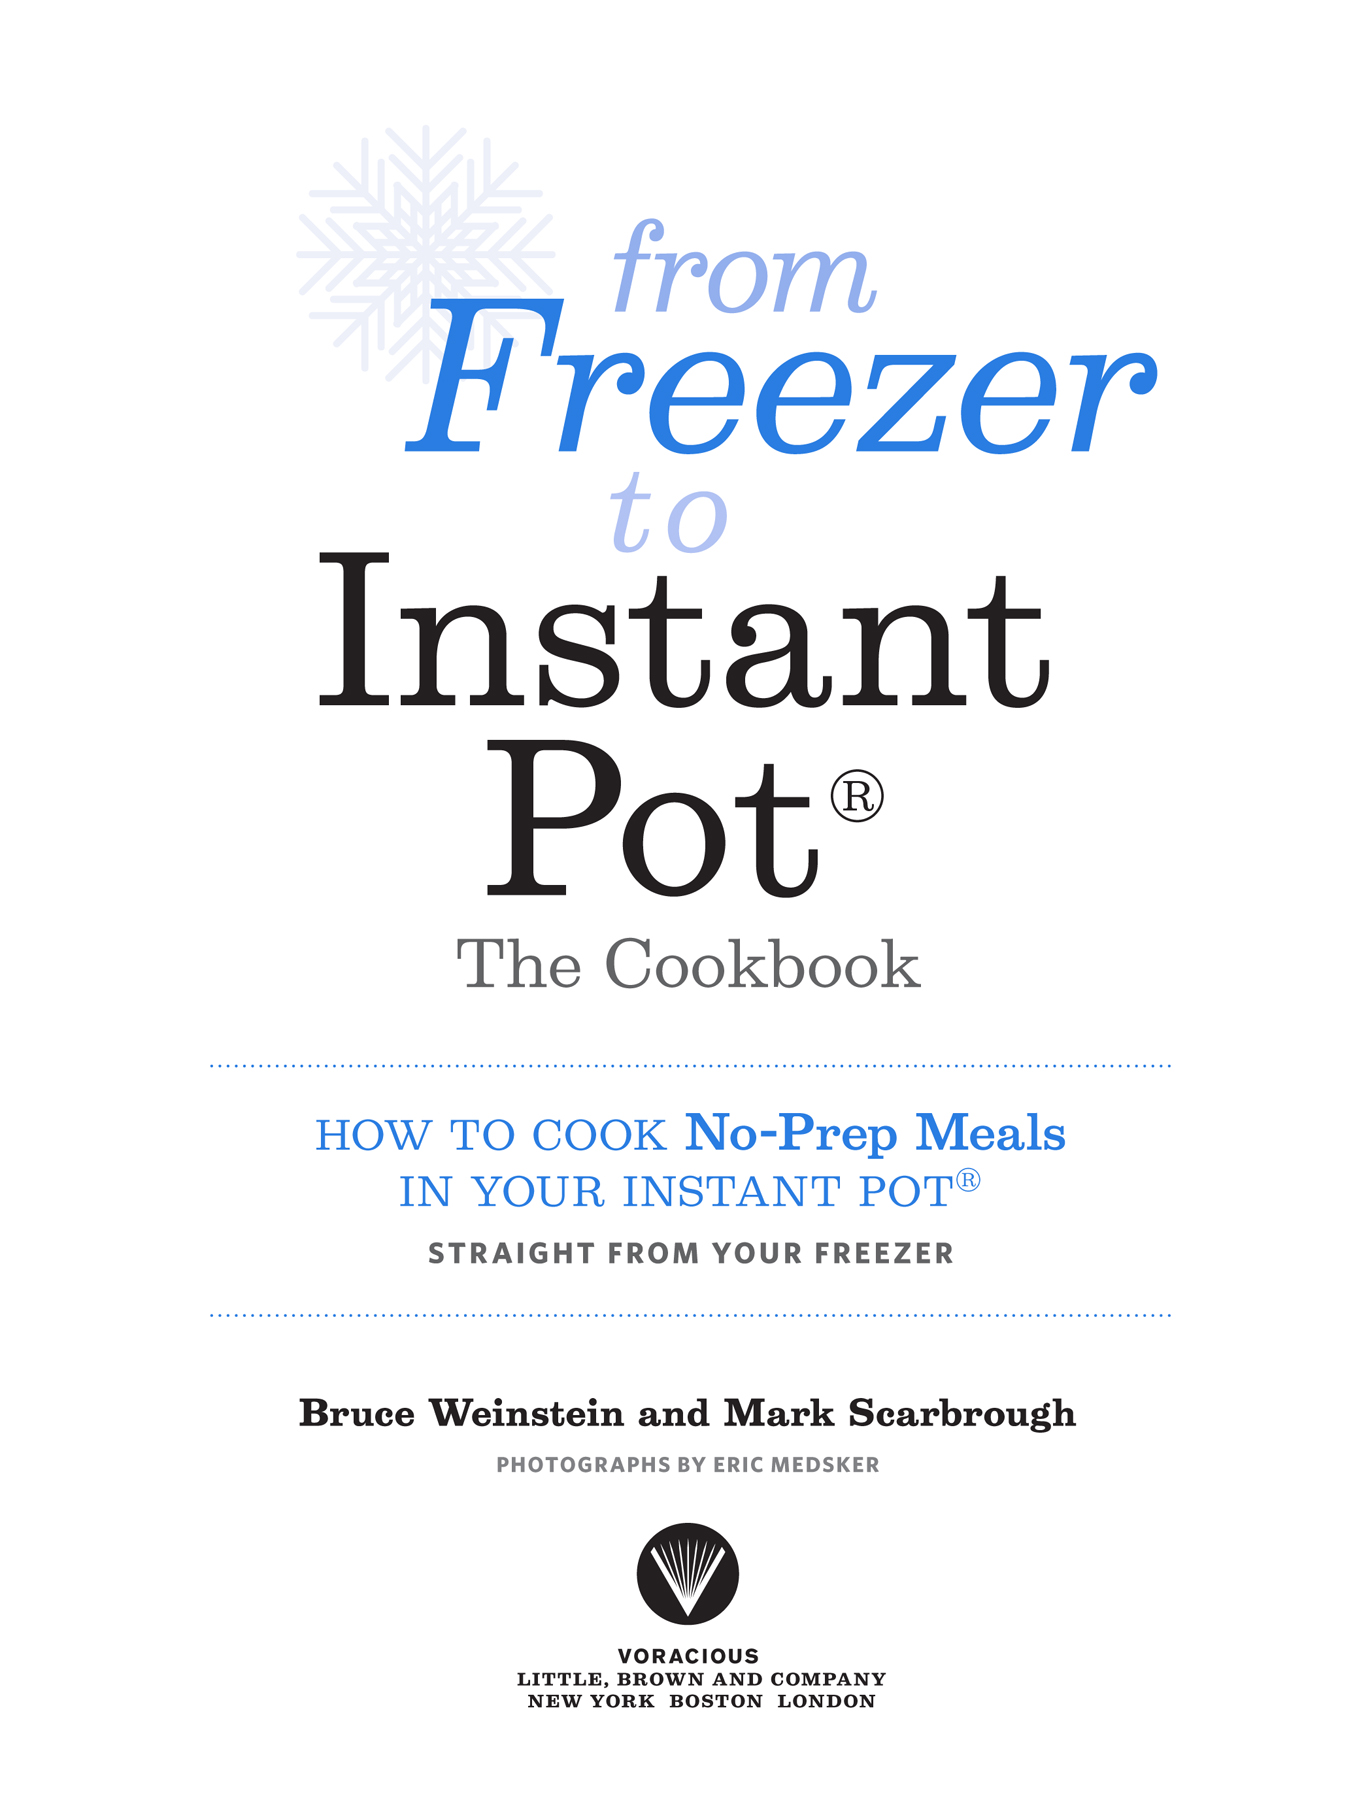 from
Freezer
to
Instant
Pot®
The Cookbook
HOW TO COOK No-Prep Meals
IN YOUR INSTANT POT®
STRAIGHT FROM YOUR FREEZER
Bruce Weinstein and Mark Scarbrough
PHOTOGRAPHS BY ERIC MEDSKER
VORACIOUS
LITTLE, BROWN AND COMPANY
NEW YORK BOSTON LONDON